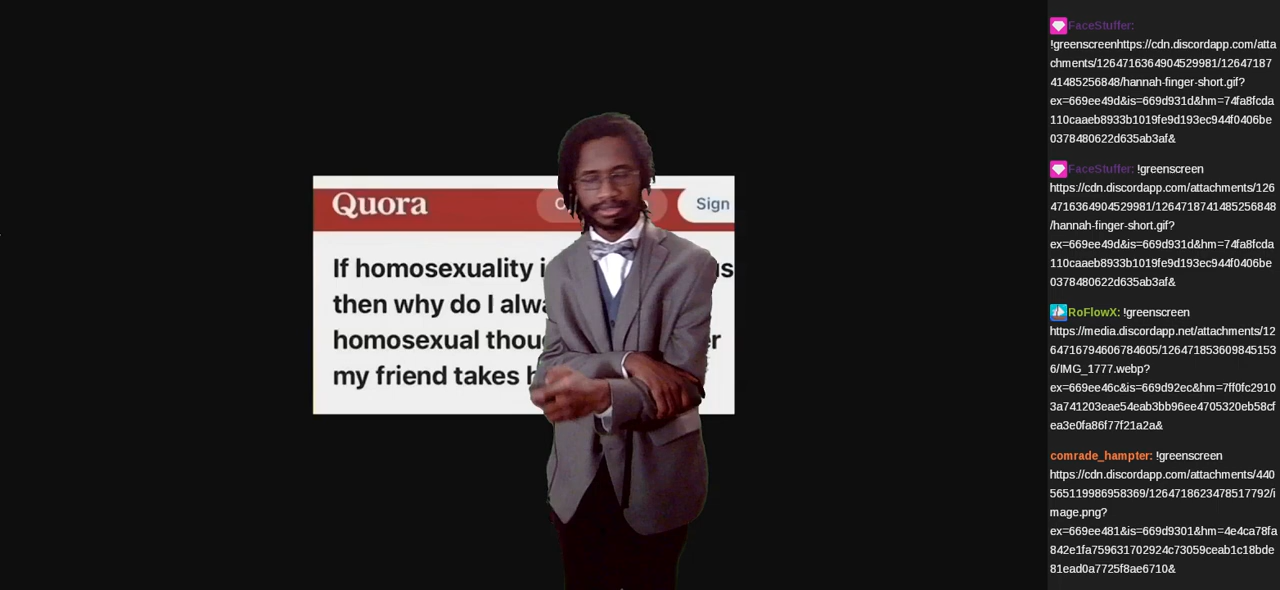 Quora
Sign
If homosexuality
then why do I
homosexual
my friend takes
FaceStuffer:
!greenscreenhttps://cdn.discordapp.com/atta
chments/1264716364904529981/12647187
41485256848/hannah-finger-short.gif?
ex=669ee49d&is=669d931d&hm=74fa8fcda
110caaeb8933b1019fe9d193ec944f0406be
0378480622d635ab3af&
FaceStuffer: !greenscreen
https://cdn.discordapp.com/attachments/126
4716364904529981/1264718741485256848
/hannah-finger-short.gif?
ex=669ee49d&is=669d931d&hm=74fa8fcda
110caaeb8933b1019fe9d193ec944f0406be
0378480622d635ab3af&
RoFlowX: !greenscreen
https://media.discordapp.net/attachments/12
64716794606784605/126471853609845153
6/IMG_1777.webp?
ex=669ee46c&is=669d92ec&hm=7ff0fc2910
3a741203eae54eab3bb96ee4705320eb58cf
ea3e0fa86f77f21a2a&
comrade_hampter: !greenscreen
https://cdn.discordapp.com/attachments/440
565119986958369/1264718623478517792/i
mage.png?
ex=669ee481&is=669d9301&hm=4e4ca78fa
842e1fa759631702924c73059ceab1c18bde
81ead0a7725f8ae6710&